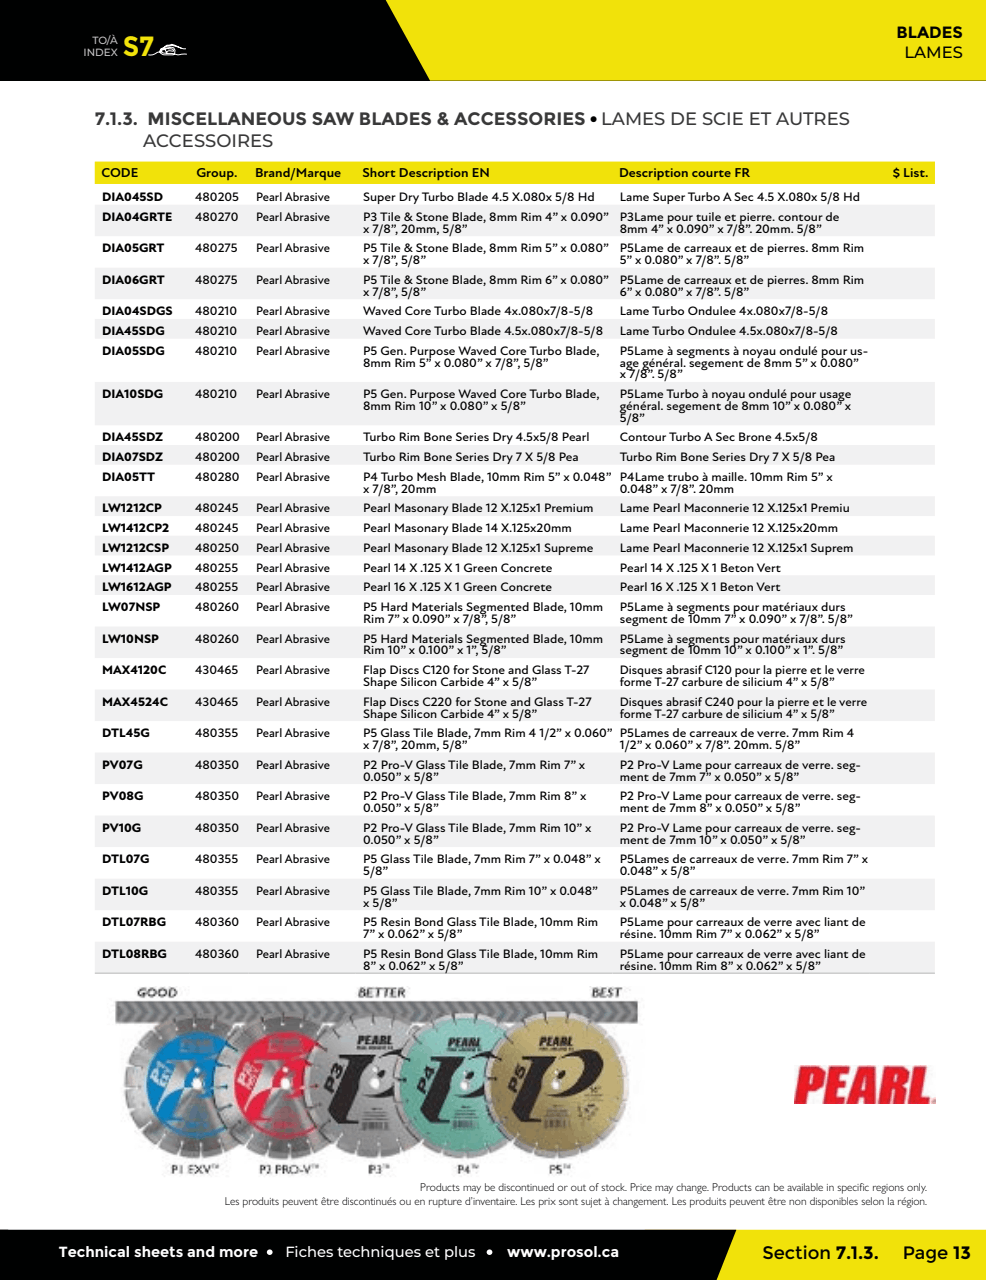 TO/À
INDEX S7
BLADES
LAMES
7.1.3. MISCELLANEOUS SAW BLADES & ACCESSORIES • LAMES DE SCIE ET AUTRES
ACCESSOIRES
CODE Group. Brand/Marque Short Description EN Description courte FR $ List.
DIA045SD 480205 Pearl Abrasive Super Dry Turbo Blade 4.5 X.080x 5/8 Hd Lame Super Turbo A Sec 4.5 X.080x 5/8 Hd
DIA04GRTE 480270 Pearl Abrasive P3 Tile & Stone Blade, 8mm Rim 4” x 0.090” P3Lame pour tuile et pierre. contour de
x 7/8”, 20mm, 5/8” 8mm 4” x 0.090” x 7/8”. 20mm. 5/8”
DIA05GRT 480275 Pearl Abrasive P5 Tile & Stone Blade, 8mm Rim 5” x 0.080” P5Lame de carreaux et de pierres. 8mm Rim
x 7/8”, 5/8” 5” x 0.080” x 7/8”. 5/8”
DIA06GRT 480275 Pearl Abrasive P5 Tile & Stone Blade, 8mm Rim 6” x 0.080” P5Lame de carreaux et de pierres. 8mm Rim
x 7/8”, 5/8” 6” x 0.080” x 7/8”. 5/8”
DIA04SDGS 480210 Pearl Abrasive Waved Core Turbo Blade 4x.080x7/8-5/8 Lame Turbo Ondulee 4x.080x7/8-5/8
DIA45SDG 480210 Pearl Abrasive Waved Core Turbo Blade 4.5x.080x7/8-5/8 Lame Turbo Ondulee 4.5x.080x7/8-5/8
DIA05SDG 480210 Pearl Abrasive P5 Gen. Purpose Waved Core Turbo Blade, P5Lame à segments à noyau ondulé pour us-
8mm Rim 5” x 0.080” x 7/8”, 5/8” age général. segement de 8mm 5” x 0.080”
x 7/8”. 5/8”
DIA10SDG 480210 Pearl Abrasive P5 Gen. Purpose Waved Core Turbo Blade, P5Lame Turbo à noyau ondulé pour usage
8mm Rim 10” x 0.080” x 5/8” général. segement de 8mm 10” x 0.080” x
5/8”
DIA45SDZ 480200 Pearl Abrasive Turbo Rim Bone Series Dry 4.5x5/8 Pearl Contour Turbo A Sec Brone 4.5x5/8
DIA07SDZ 480200 Pearl Abrasive Turbo Rim Bone Series Dry 7 X 5/8 Pea Turbo Rim Bone Series Dry 7 X 5/8 Pea
DIA05TT 480280 Pearl Abrasive P4 Turbo Mesh Blade, 10mm Rim 5” x 0.048” P4Lame trubo à maille. 10mm Rim 5” x
x 7/8”, 20mm 0.048” x 7/8”. 20mm
LW1212CP 480245 Pearl Abrasive Pearl Masonary Blade 12 X.125x1 Premium Lame Pearl Maconnerie 12 X.125x1 Premiu
LW1412CP2 480245 Pearl Abrasive Pearl Masonary Blade 14 X.125x20mm Lame Pearl Maconnerie 12 X.125x20mm
LW1212CSP 480250 Pearl Abrasive Pearl Masonary Blade 12 X.125x1 Supreme Lame Pearl Maconnerie 12 X.125x1 Suprem
LW1412AGP 480255 Pearl Abrasive Pearl 14 X .125 X 1 Green Concrete Pearl 14 X .125 X 1 Beton Vert
LW1612AGP 480255 Pearl Abrasive Pearl 16 X .125 X 1 Green Concrete Pearl 16 X .125 X 1 Beton Vert
LW07NSP 480260 Pearl Abrasive P5 Hard Materials Segmented Blade, 10mm P5Lame à segments pour matériaux durs
Rim 7” x 0.090” x 7/8”, 5/8” segment de 10mm 7” x 0.090” x 7/8”. 5/8”
LW10NSP 480260 Pearl Abrasive P5 Hard Materials Segmented Blade, 10mm P5Lame à segments pour matériaux durs
Rim 10” x 0.100” x 1”, 5/8” segment de 10mm 10” x 0.100” x 1”. 5/8”
MAX4120C 430465 Pearl Abrasive Flap Discs C120 for Stone and Glass T-27 Disques abrasif C120 pour la pierre et le verre
Shape Silicon Carbide 4” x 5/8” forme T-27 carbure de silicium 4” x 5/8”
MAX4524C 430465 Pearl Abrasive Flap Discs C220 for Stone and Glass T-27 Disques abrasif C240 pour la pierre et le verre
Shape Silicon Carbide 4” x 5/8” forme T-27 carbure de silicium 4” x 5/8”
DTL45G 480355 Pearl Abrasive P5 Glass Tile Blade, 7mm Rim 4 1/2” x 0.060” P5Lames de carreaux de verre. 7mm Rim 4
x 7/8”, 20mm, 5/8” 1/2” x 0.060” x 7/8”. 20mm. 5/8”
PV07G 480350 Pearl Abrasive P2 Pro-V Glass Tile Blade, 7mm Rim 7” x P2 Pro-V Lame pour carreaux de verre. seg-
0.050” x 5/8” ment de 7mm 7” x 0.050” x 5/8”
PV08G 480350 Pearl Abrasive P2 Pro-V Glass Tile Blade, 7mm Rim 8” x P2 Pro-V Lame pour carreaux de verre. seg-
0.050” x 5/8” ment de 7mm 8” x 0.050” x 5/8”
PV10G 480350 Pearl Abrasive P2 Pro-V Glass Tile Blade, 7mm Rim 10” x P2 Pro-V Lame pour carreaux de verre. seg-
0.050” x 5/8” ment de 7mm 10” x 0.050” x 5/8”
DTL07G 480355 Pearl Abrasive P5 Glass Tile Blade, 7mm Rim 7” x 0.048” x P5Lames de carreaux de verre. 7mm Rim 7” x
5/8” 0.048” x 5/8”
DTL10G 480355 Pearl Abrasive P5 Glass Tile Blade, 7mm Rim 10” x 0.048” P5Lames de carreaux de verre. 7mm Rim 10”
x 5/8” x 0.048” x 5/8”
DTL07RBG 480360 Pearl Abrasive P5 Resin Bond Glass Tile Blade, 10mm Rim P5Lame pour carreaux de verre avec liant de
7” x 0.062” x 5/8” résine. 10mm Rim 7” x 0.062” x 5/8”
DTL08RBG 480360 Pearl Abrasive P5 Resin Bond Glass Tile Blade, 10mm Rim P5Lame pour carreaux de verre avec liant de
8” x 0.062” x 5/8” résine. 10mm Rim 8” x 0.062” x 5/8”
GOOD BETTER BEST
PEARL PEARL PEARL
P3 P4 P5
PEARL
P1 EXV™ P2 PRO-V™ P3™ P4™ P5™
Products may be discontinued or out of stock. Price may change. Products can be available in specific regions only.
Les produits peuvent être discontinués ou en rupture d’inventaire. Les prix sont sujet à changement. Les produits peuvent être non disponibles selon la région.
Technical sheets and more • Fiches techniques et plus • www.prosol.ca
Section 7.1.3. Page 13